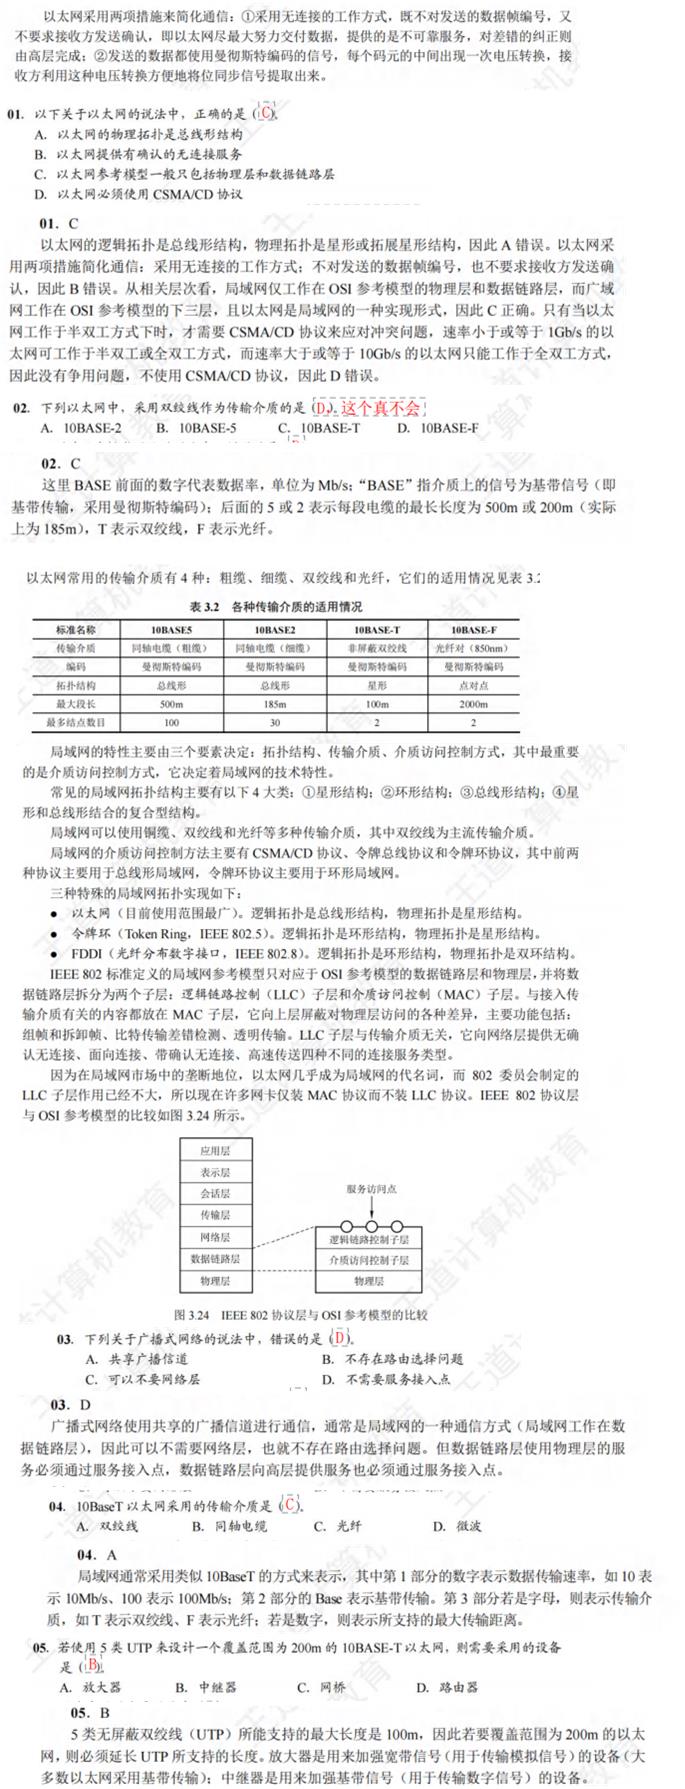 以太网采用两项措施来简化通信：①采用无连接的工作方式，既不对发送的数据帧编号，又
不要求接收方发送确认，即以太网尽最大努力交付数据，提供的是不可靠服务，对差错的纠正则
由高层完成；②发送的数据都使用曼彻斯特编码的信号，每个码元的中间出现一次电压转换，接
收方利用这种电压转换方便地将位同步信号提取出来。
01. 以下关于以太网的说法中，正确的是（C）。
A. 以太网的物理拓扑是总线形结构
B. 以太网提供有确认的无连接服务
C. 以太网参考模型一般只包括物理层和数据链路层
D. 以太网必须使用 CSMA/CD 协议
01. C
以太网的逻辑拓扑是总线形结构，物理拓扑是星形或拓展星形结构，因此 A 错误。以太网采
用两项措施简化通信：采用无连接的工作方式；不对发送的数据帧编号，也不要求接收方发送确
认，因此 B 错误。从相关层次看，局域网仅工作在 OSI 参考模型的物理层和数据链路层，而广域
网工作在 OSI 参考模型的下三层，且以太网是局域网的一种实现形式，因此 C 正确。只有当以太
网工作于半双工方式下时，才需要 CSMA/CD 协议来应对冲突问题，速率小于或等于 1Gb/s 的以
太网可工作于半双工或全双工方式，而速率大于或等于 10Gb/s 的以太网只能工作于全双工方式，
因此没有争用问题，不使用 CSMA/CD 协议，因此 D 错误。
02. 下列以太网中，采用双绞线作为传输介质的是（D）。这个真不会
A. 10BASE-2 B. 10BASE-5 C. 10BASE-T D. 10BASE-F
02. C
这里 BASE 前面的数字代表数据率，单位为 Mb/s；“BASE”指介质上的信号为基带信号（即
基带传输，采用曼彻斯特编码）；后面的 5 或 2 表示每段电缆的最长长度为 500m 或 200m（实际
上为 185m），T 表示双绞线，F 表示光纤。
以太网常用的传输介质有 4 种：粗缆、细缆、双绞线和光纤，它们的适用情况见表 3.2
表 3.2 各种传输介质的适用情况
标准名称 10BASE5 10BASE2 10BASE-T 10BASE-F
传输介质 同轴电缆（粗缆） 同轴电缆（细缆） 非屏蔽双绞线 光纤对（850nm）
编码 曼彻斯特编码 曼彻斯特编码 曼彻斯特编码 曼彻斯特编码
拓扑结构 总线形 总线形 星形 点对点
最大段长 500m 185m 100m 2000m
最多结点数目 100 30 2 2
局域网的特性主要由三个要素决定：拓扑结构、传输介质、介质访问控制方式，其中最重要
的是介质访问控制方式，它决定着局域网的技术特性。
常见的局域网拓扑结构主要有以下 4 大类：①星形结构；②环形结构；③总线形结构；④星
形和总线形结合的复合型结构。
局域网可以使用铜缆、双绞线和光纤等多种传输介质，其中双绞线为主流传输介质。
局域网的介质访问控制方法主要有 CSMA/CD 协议、令牌总线协议和令牌环协议，其中前两
种协议主要用于总线形局域网，令牌环协议主要用于环形局域网。
三种特殊的局域网拓扑实现如下：
● 以太网（目前使用范围最广）。逻辑拓扑是总线形结构，物理拓扑是星形结构。
● 令牌环（Token Ring，IEEE 802.5）。逻辑拓扑是环形结构，物理拓扑是星形结构。
● FDDI（光纤分布数字接口，IEEE 802.8）。逻辑拓扑是环形结构，物理拓扑是双环结构。
IEEE 802 标准定义的局域网参考模型只对应于 OSI 参考模型的数据链路层和物理层，并将数
据链路层拆分为两个子层：逻辑链路控制（LLC）子层和介质访问控制（MAC）子层。与接入传
输介质有关的内容都放在 MAC 子层，它向上层屏蔽对物理层访问的各种差异，主要功能包括：
组帧和拆卸帧、比特传输差错检测、透明传输。LLC 子层与传输介质无关，它向网络层提供无确
认无连接、面向连接、带确认无连接、高速传送四种不同的连接服务类型。
因为在局域网市场中的垄断地位，以太网几乎成为局域网的代名词，而 802 委员会制定的
LLC 子层作用已经不大，所以现在许多网卡仅装 MAC 协议而不装 LLC 协议。IEEE 802 协议层
与 OSI 参考模型的比较如图 3.24 所示。
应用层
表示层
会话层
传输层
网络层
数据链路层
物理层
服务访问点
逻辑链路控制子层
介质访问控制子层
物理层
图 3.24 IEEE 802 协议层与 OSI 参考模型的比较
03. 下列关于广播式网络的说法中，错误的是（D）。
A. 共享广播信道 B. 不存在路由选择问题
C. 可以不要网络层 D. 不需要服务接入点
03. D
广播式网络使用共享的广播信道进行通信，通常是局域网的一种通信方式（局域网工作在数
据链路层），因此可以不需要网络层，也就不存在路由选择问题。但数据链路层使用物理层的服
务必须通过服务接入点，数据链路层向高层提供服务也必须通过服务接入点。
04. 10BaseT 以太网采用的传输介质是（C）。
A. 双绞线 B. 同轴电缆 C. 光纤 D. 微波
04. A
局域网通常采用类似 10BaseT 的方式来表示，其中第 1 部分的数字表示数据传输速率，如 10 表
示 10Mb/s、100 表示 100Mb/s；第 2 部分的 Base 表示基带传输。第 3 部分若是字母，则表示传输介
质，如 T 表示双绞线、F 表示光纤；若是数字，则表示所支持的最大传输距离。
05. 若使用 5 类 UTP 来设计一个覆盖范围为 200m 的 10BASE-T 以太网，则需要采用的设备
是（B）。
A. 放大器 B. 中继器 C. 网桥 D. 路由器
05. B
5 类无屏蔽双绞线（UTP）所能支持的最大长度是 100m，因此若要覆盖范围为 200m 的以太
网，则必须延长 UTP 所支持的长度。放大器是用来加强宽带信号（用于传输模拟信号）的设备（大
多数以太网采用基带传输）；中继器是用来加强基带信号（用于传输数字信号）的设备。